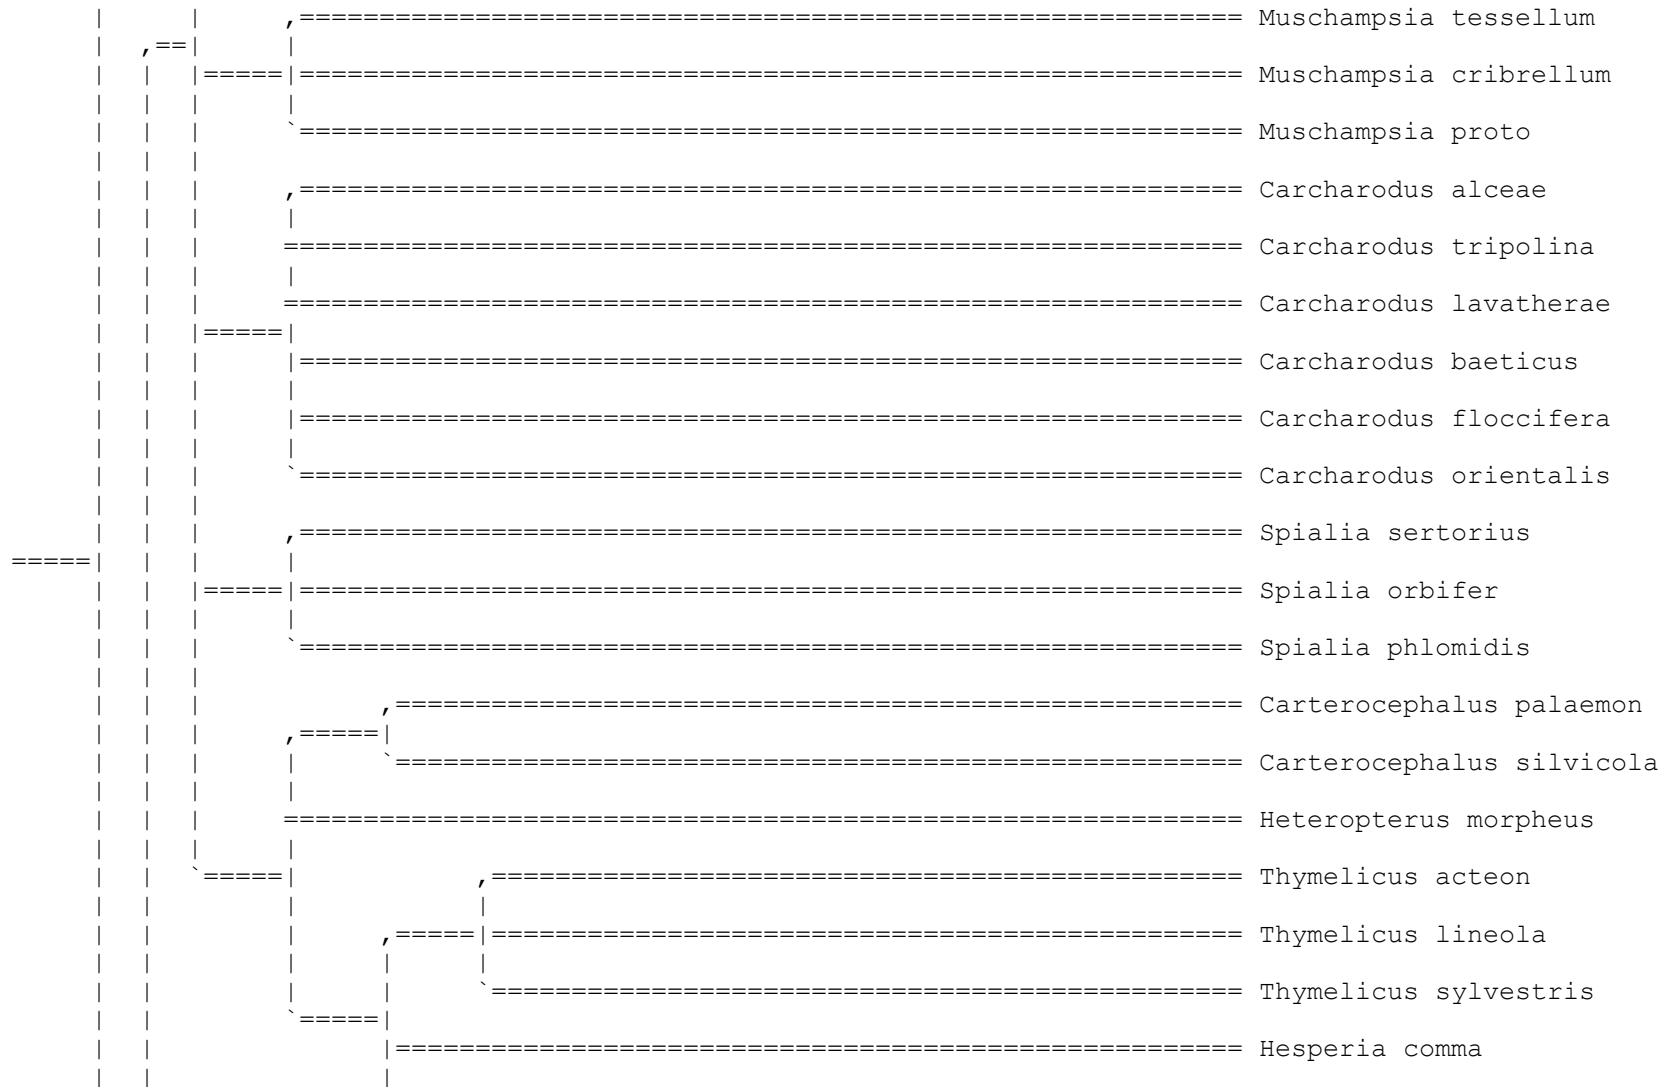 Muschampsia tessellum
Muschampsia cribrellum
Muschampsia proto
Carcharodus alceae
Carcharodus tripolina
Carcharodus lavatherae
Carcharodus baeticus
Carcharodus floccifera
Carcharodus orientalis
Spialia sertorius
Spialia orbifer
Spialia phlomidis
Carterocephalus palaemon
Carterocephalus silvicola
Heteropterus morpheus
Thymelicus acteon
Thymelicus lineola
Thymelicus sylvestris
Hesperia comma